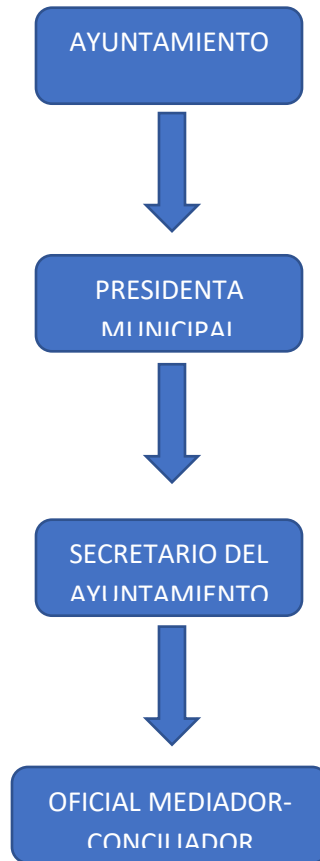 AYUNTAMIENTO
PRESIDENTA
MUNICIPAL
SECRETARIO DEL
AYUNTAMIENTO
OFICIAL MEDIADOR-
CONCILIADOR